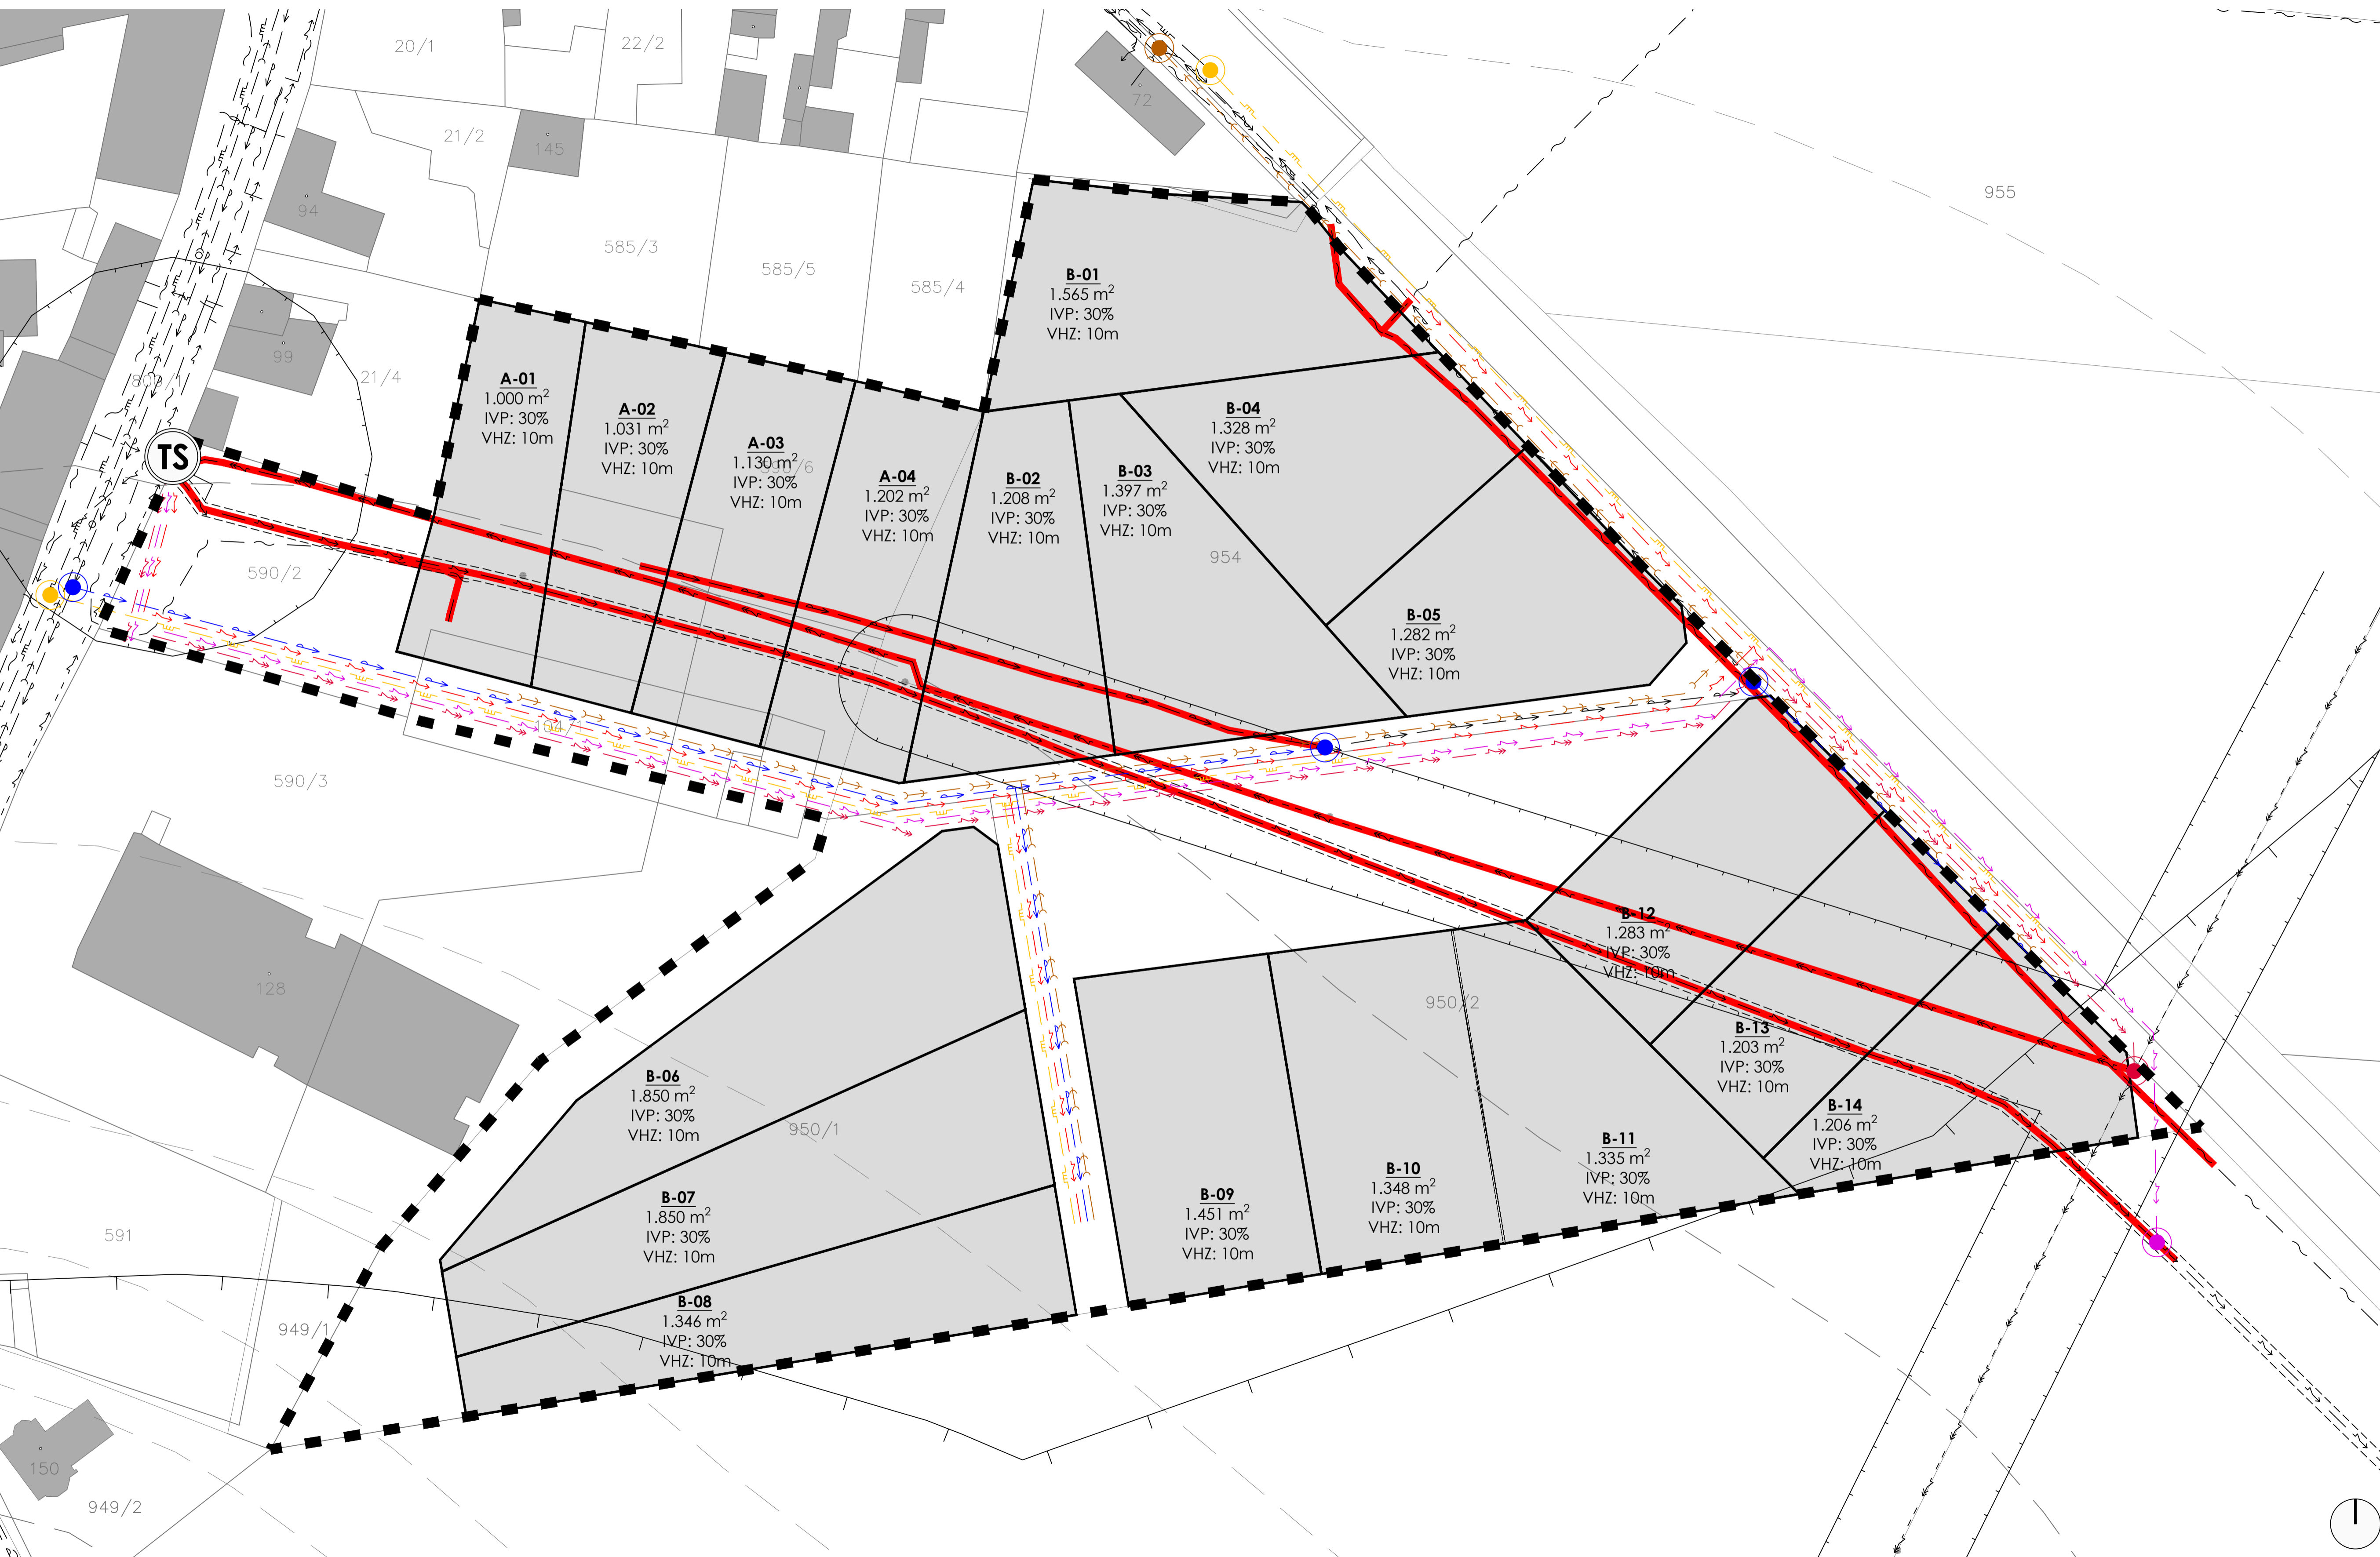 20/1
22/2
21/2
145
72
94
955
585/3
585/5
585/4
B-01
1.565 m²
IVP: 30%
VHZ: 10m
99
21/4
A-01
1.000 m²
IVP: 30%
VHZ: 10m
A-02
1.031 m²
IVP: 30%
VHZ: 10m
A-03
1.130 m²
IVP: 30%
VHZ: 10m
A-04
1.202 m²
IVP: 30%
VHZ: 10m
B-02
1.208 m²
IVP: 30%
VHZ: 10m
B-03
1.397 m²
IVP: 30%
VHZ: 10m
B-04
1.328 m²
IVP: 30%
VHZ: 10m
TS
954
590/2
B-05
1.282 m²
IVP: 30%
VHZ: 10m
590/3
128
B-12
1.283 m²
IVP: 30%
VHZ: 10m
950/2
B-13
1.203 m²
IVP: 30%
VHZ: 10m
B-06
1.850 m²
IVP: 30%
VHZ: 10m
950/1
B-14
1.206 m²
IVP: 30%
VHZ: 10m
B-11
1.335 m²
IVP: 30%
VHZ: 10m
B-10
1.348 m²
IVP: 30%
VHZ: 10m
B-09
1.451 m²
IVP: 30%
VHZ: 10m
B-07
1.850 m²
IVP: 30%
VHZ: 10m
591
B-08
1.346 m²
IVP: 30%
VHZ: 10m
949/1
150
949/2